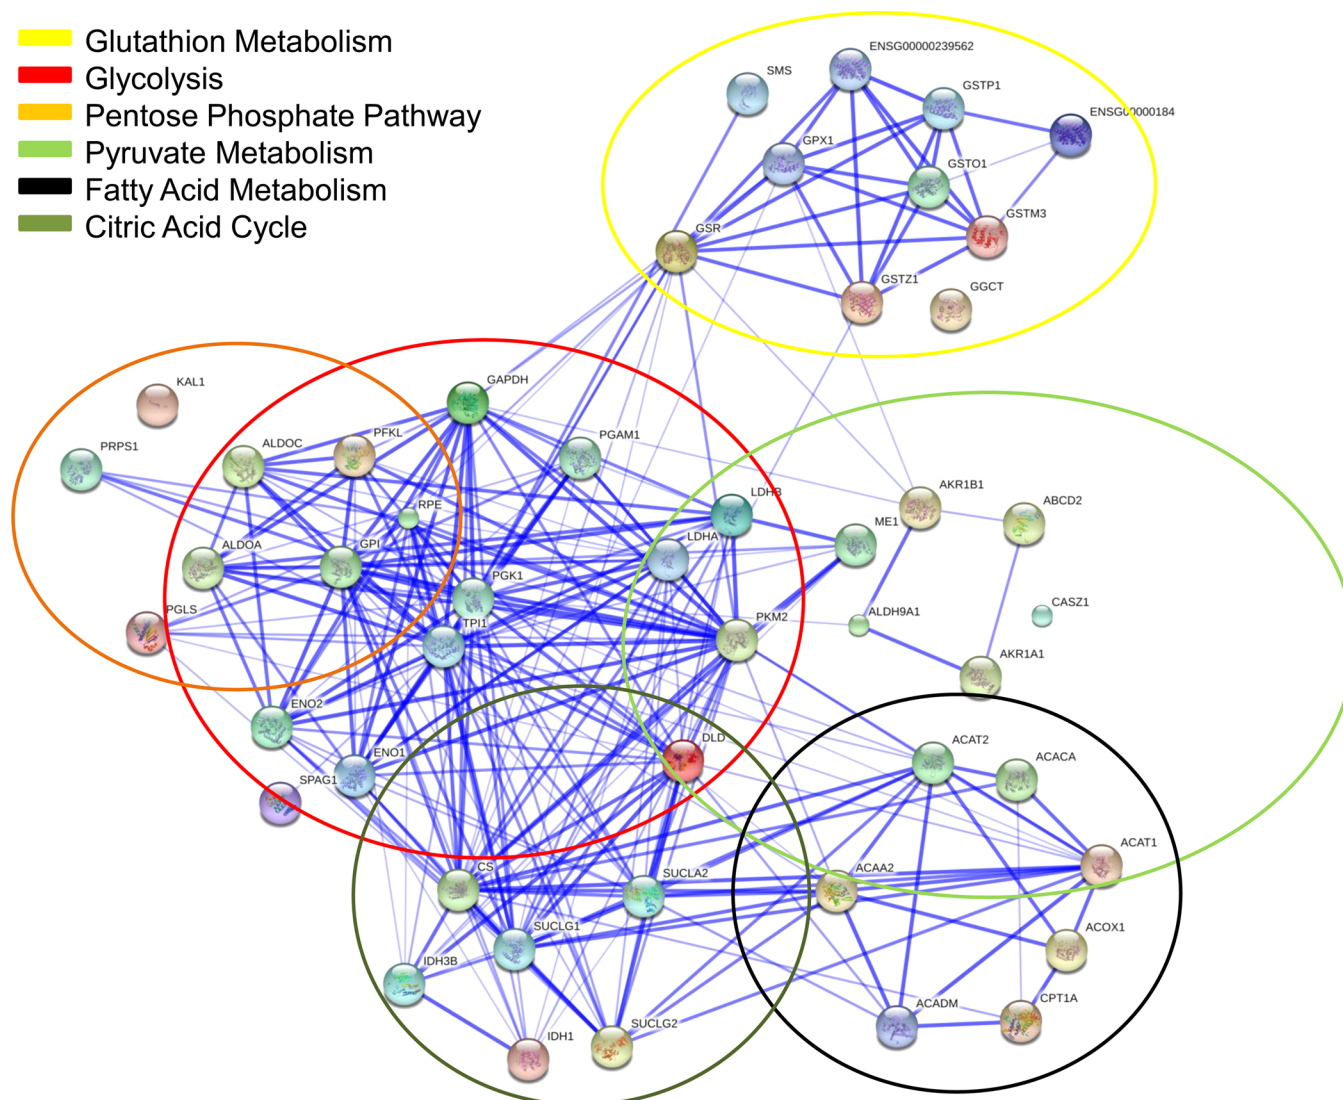 Glutathion Metabolism
Glycolysis
Pentose Phosphate Pathway
Pyruvate Metabolism
Fatty Acid Metabolism
Citric Acid Cycle
ENSG00000239562
SMS
GSTP1
ENSG00000184
GPX1
GSTO1
GSTM3
GSR
GSTZ1
GGCT
KAL1
GAPDH
PRPS1
ALDOC
PFKL
PGAM1
RPE
LDHB
AKR1B1
ABCD2
ME1
ALDOA
GPI
LDHA
PGK1
CASZ1
PGLS
TPI1
PKM2
ALDH9A1
AKR1A1
ENO2
DLD
ACAT2
ACACA
ENO1
SPAG1
ACAT1
CS
SUCLA2
ACAA2
SUCLG1
ACOX1
IDH3B
CPT1A
ACADM
SUCLG2
IDH1